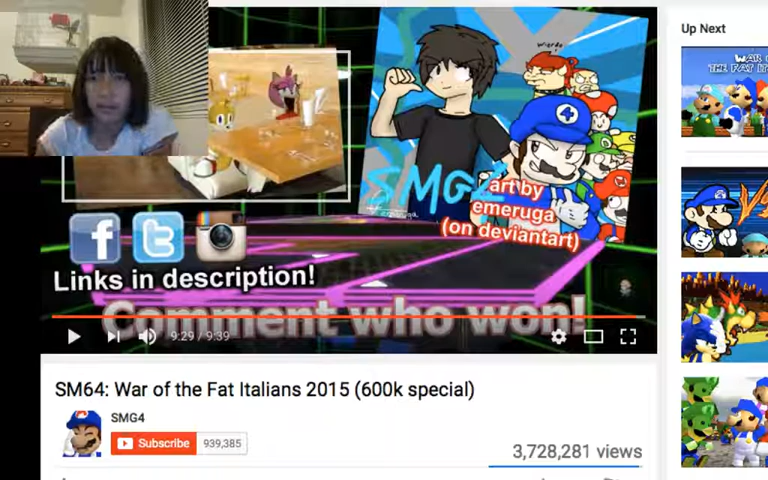 Up Next
wierdo
SMG4
art by
emeruga
(on deviantart)
Links in description!
Comment who won!
9:29 / 9:39
SM64: War of the Fat Italians 2015 (600k special)
SMG4
Subscribe 939,385
3,728,281 views